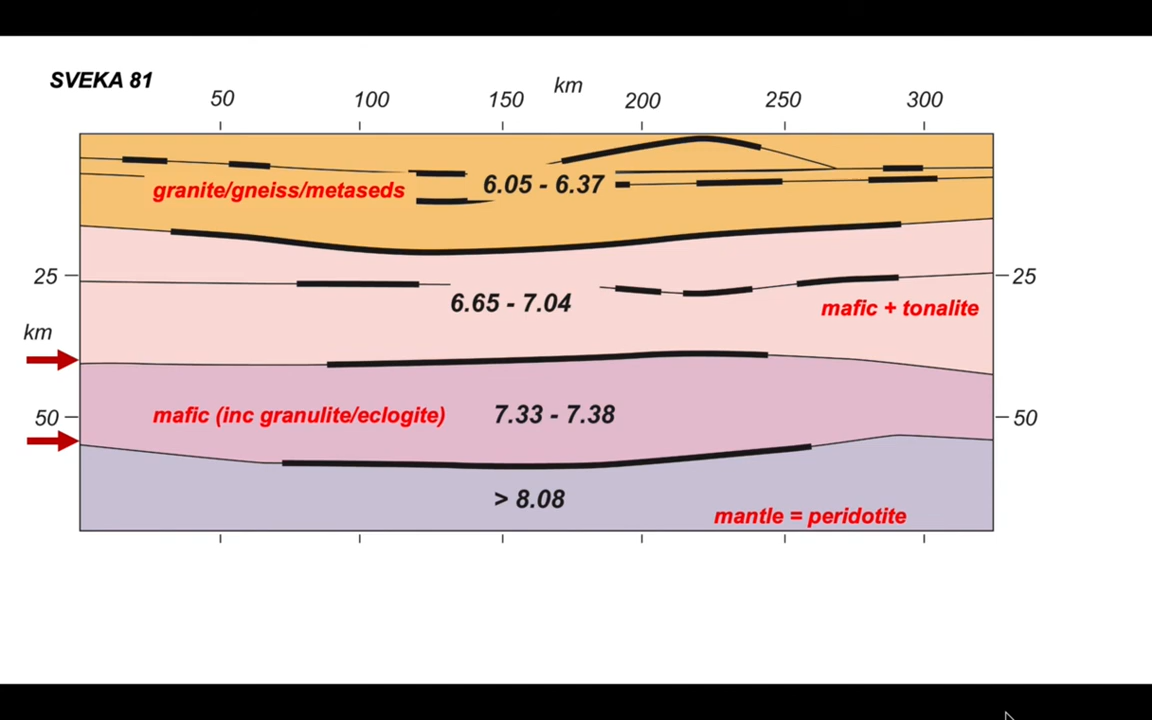 SVEKA 81
km
50 100 150 200 250 300
granite/gneiss/metaseds
6.05 - 6.37
25
25
6.65 - 7.04
mafic + tonalite
km
mafic (inc granulite/eclogite)
7.33 - 7.38
50
50
> 8.08
mantle = peridotite